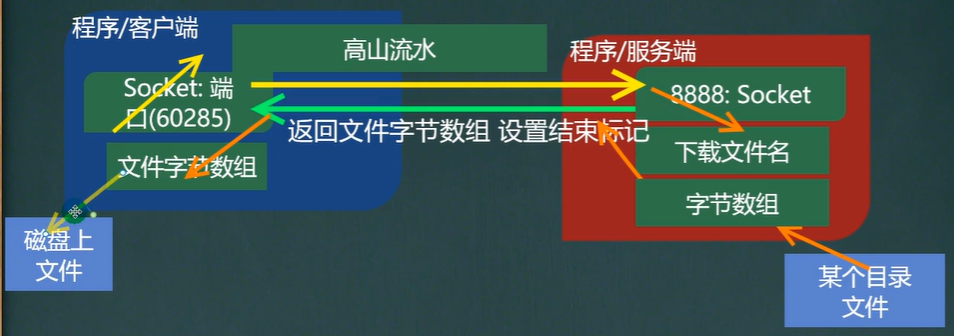 程序/客户端
高山流水
程序/服务端
Socket: 端
口(60285)
8888: Socket
返回文件字节数组 设置结束标记
文件字节数组
下载文件名
字节数组
磁盘上
文件
某个目录
文件